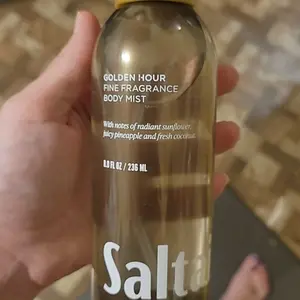 GOLDEN HOUR
FINE FRAGRANCE
BODY MIST
With notes of radiant sunflower,
juicy pineapple and fresh coconut.
8.0 FL OZ / 236 ML
Salta